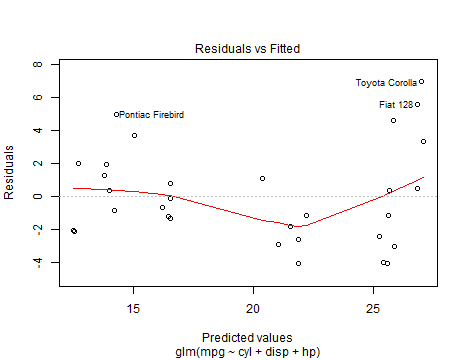 Residuals vs Fitted
Residuals
8
6
4
2
0
-2
-4
Toyota Corolla
Fiat 128
Pontiac Firebird
15
20
25
Predicted values
glm(mpg ~ cyl + disp + hp)